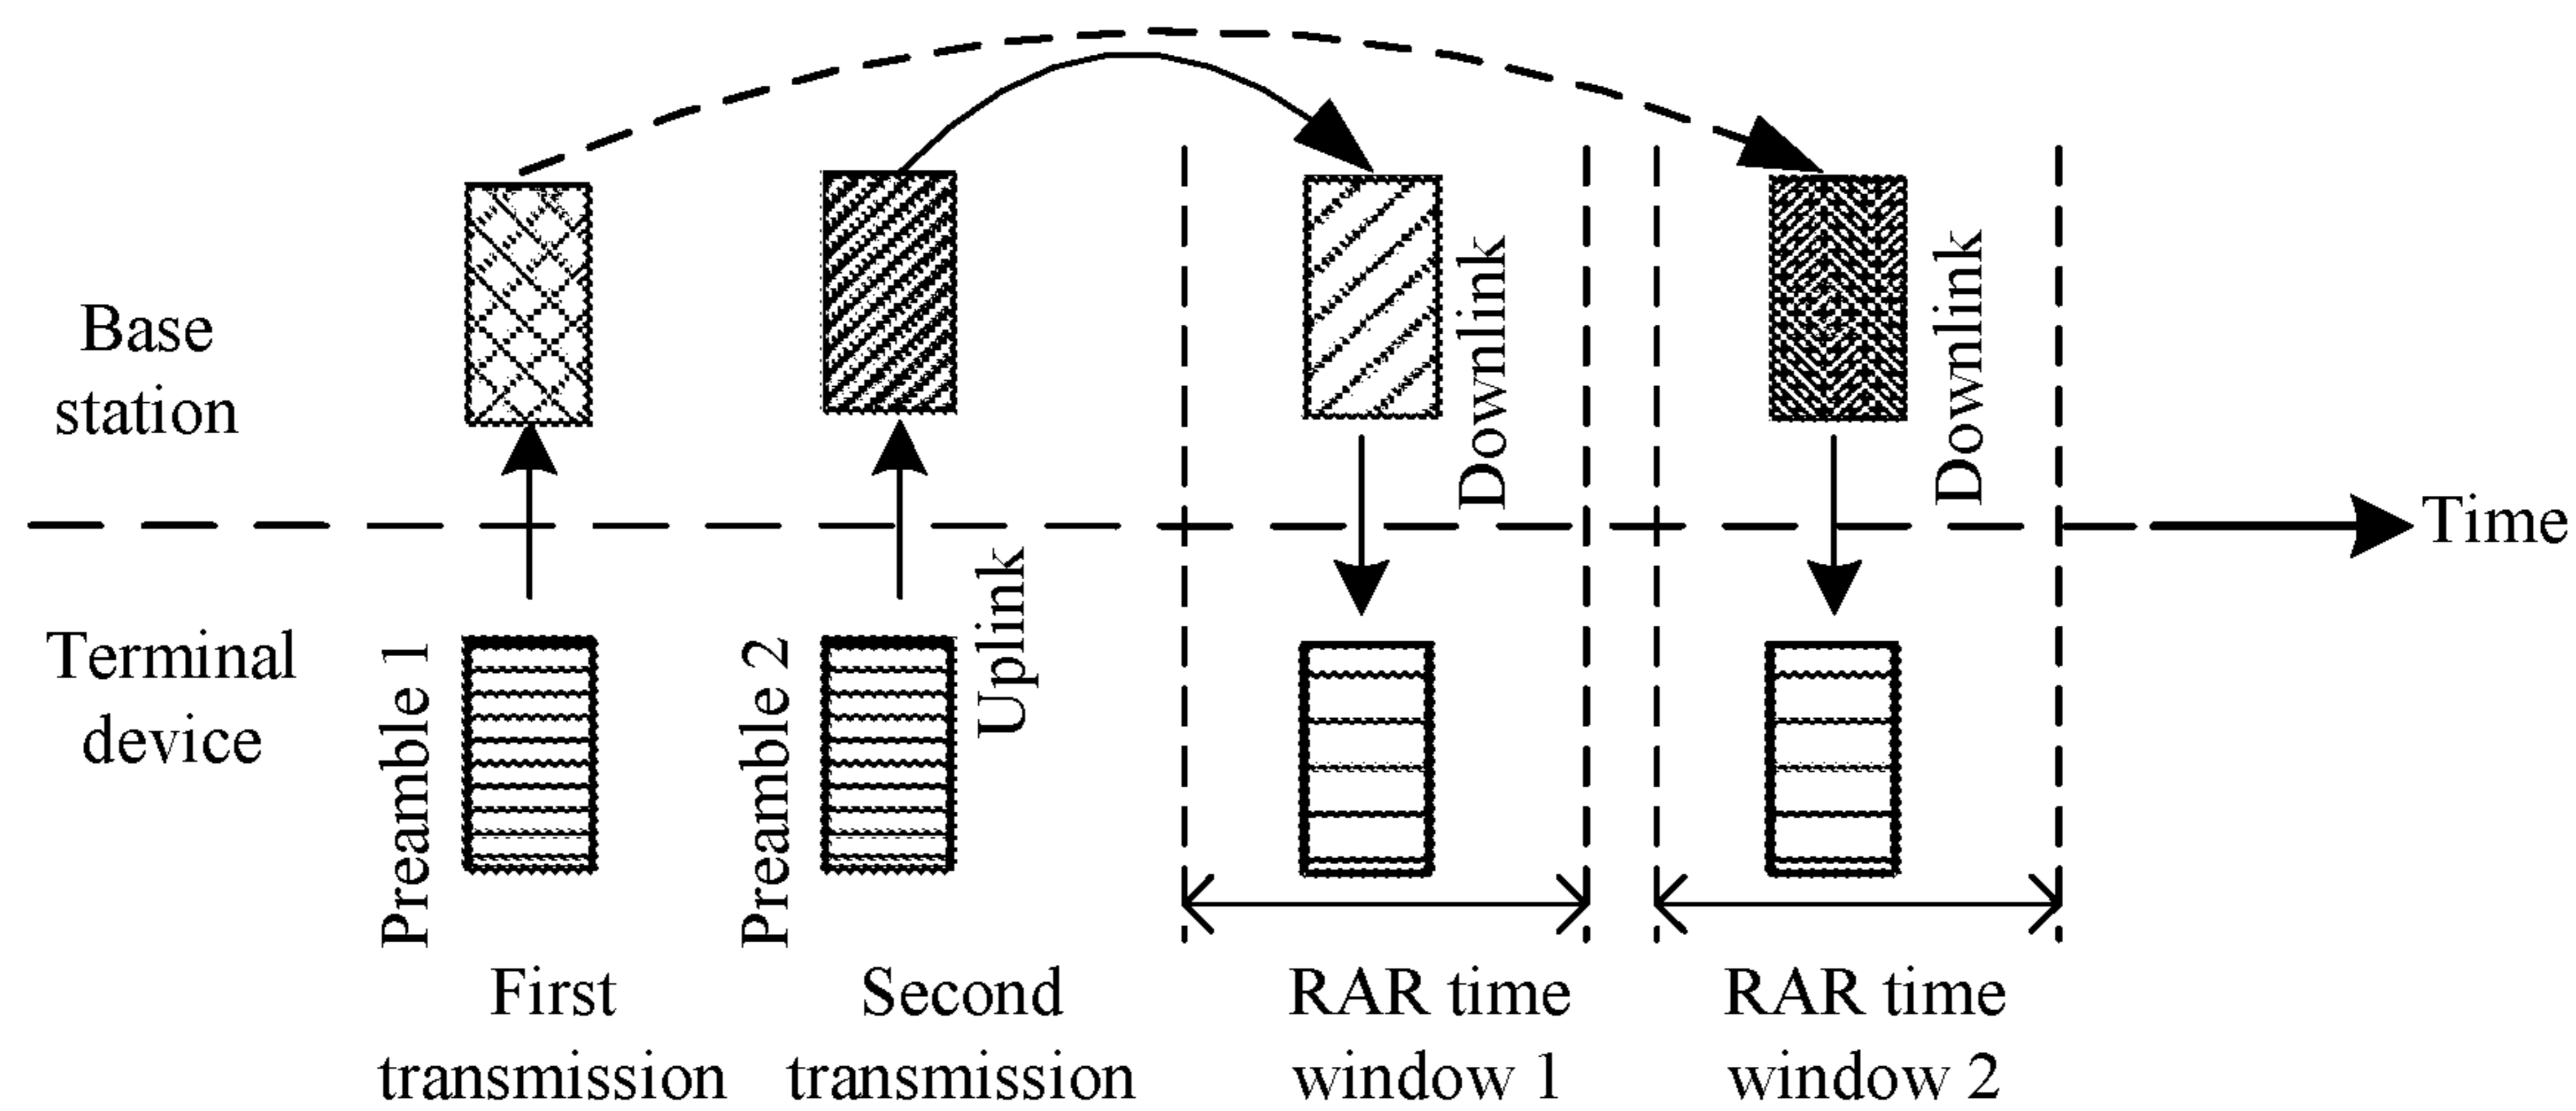 Base
station
Downlink
Downlink
Time
Terminal
device
Preamble 1
Preamble 2
Uplink
First
transmission
Second
transmission
RAR time
window 1
RAR time
window 2